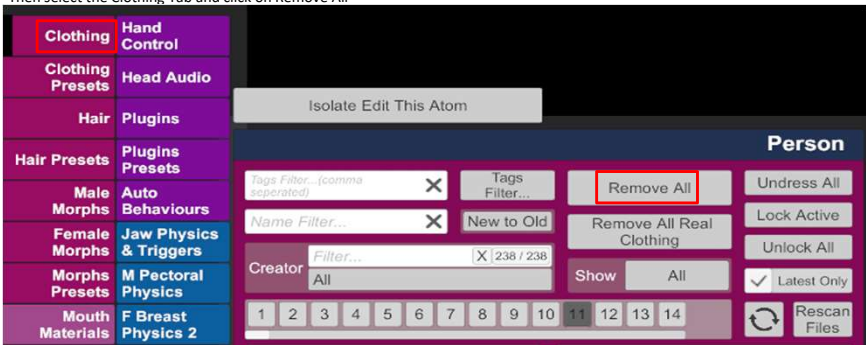 Then select the Clothing Tab and click on Remove All
Clothing
Hand
Control
Clothing
Presets
Head Audio
Hair
Plugins
Hair Presets
Plugins
Presets
Male
Morphs
Auto
Behaviours
Female
Morphs
Jaw Physics
& Triggers
Morphs
Presets
M Pectoral
Physics
Mouth
Materials
F Breast
Physics 2
Isolate Edit This Atom
Person
Tags Filter...(comma
seperated)
X
Tags
Filter...
Remove All
Undress All
Name Filter...
X
New to Old
Remove All Real
Clothing
Lock Active
Unlock All
Creator
Filter...
X 238 / 238
All
Show
All
Latest Only
1 2 3 4 5 6 7 8 9 10 11 12 13 14
Rescan
Files